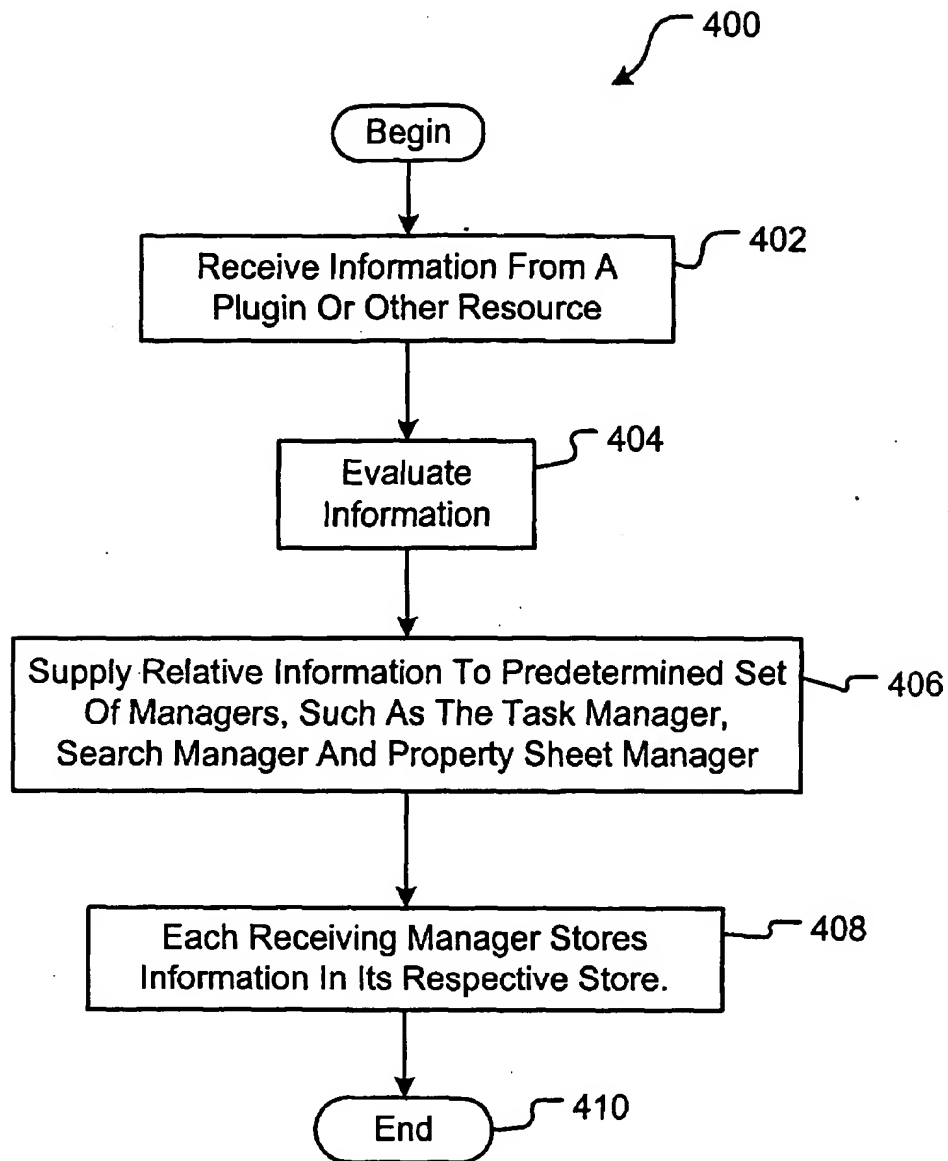 400
Begin
402
Receive Information From A
Plugin Or Other Resource
404
Evaluate
Information
406
Supply Relative Information To Predetermined Set
Of Managers, Such As The Task Manager,
Search Manager And Property Sheet Manager
408
Each Receiving Manager Stores
Information In Its Respective Store.
410
End